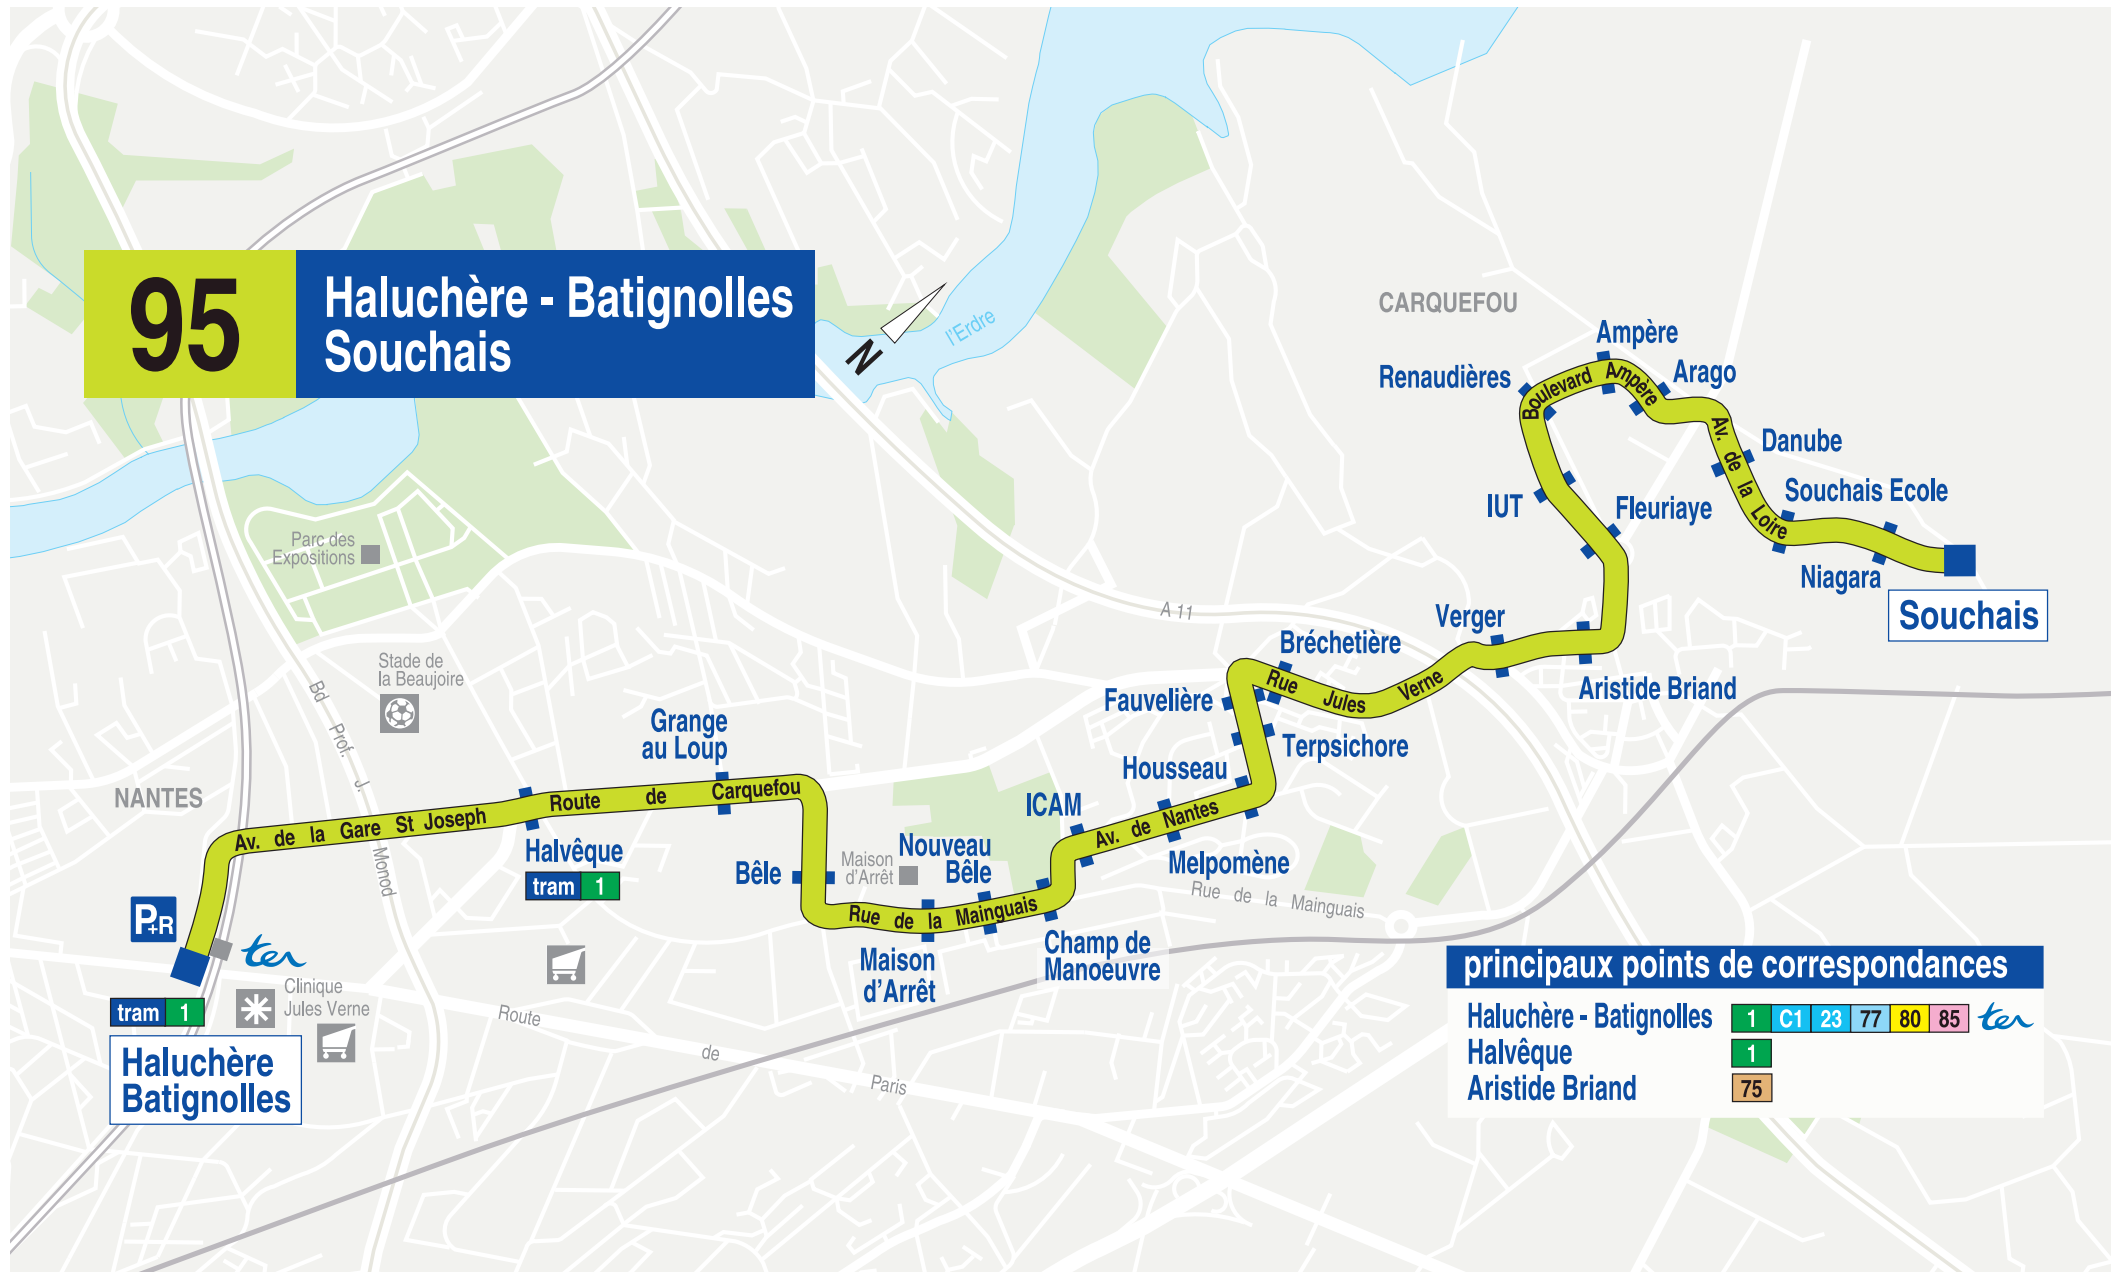 95
Haluchère - Batignolles
Souchais
N
l'Erdre
CARQUEFOU
Ampère
Renaudières
Arago
Boulevard Ampère
Av. de la Loire
Danube
Souchais Ecole
IUT
Fleuriaye
Niagara
Souchais
Parc des
Expositions
A 11
Verger
Bréchetière
Aristide Briand
Rue Jules Verne
Fauvelière
Terpsichore
Stade de
la Beaujoire
Bd Prof. J. Monod
Grange
au Loup
Housseau
NANTES
ICAM
Route de Carquefou
Av. de la Gare St Joseph
Av. de Nantes
Halvêque
tram 1
Bêle
Maison
d'Arrêt
Nouveau
Bêle
Melpomène
Rue de la Mainguais
Rue de la Mainguais
P+R
ter
Champ de
Manoeuvre
Maison
d'Arrêt
Clinique
Jules Verne
tram 1
Haluchère
Batignolles
Route de Paris
principaux points de correspondances
Haluchère - Batignolles 1 C1 23 77 80 85 ter
Halvêque 1
Aristide Briand 75